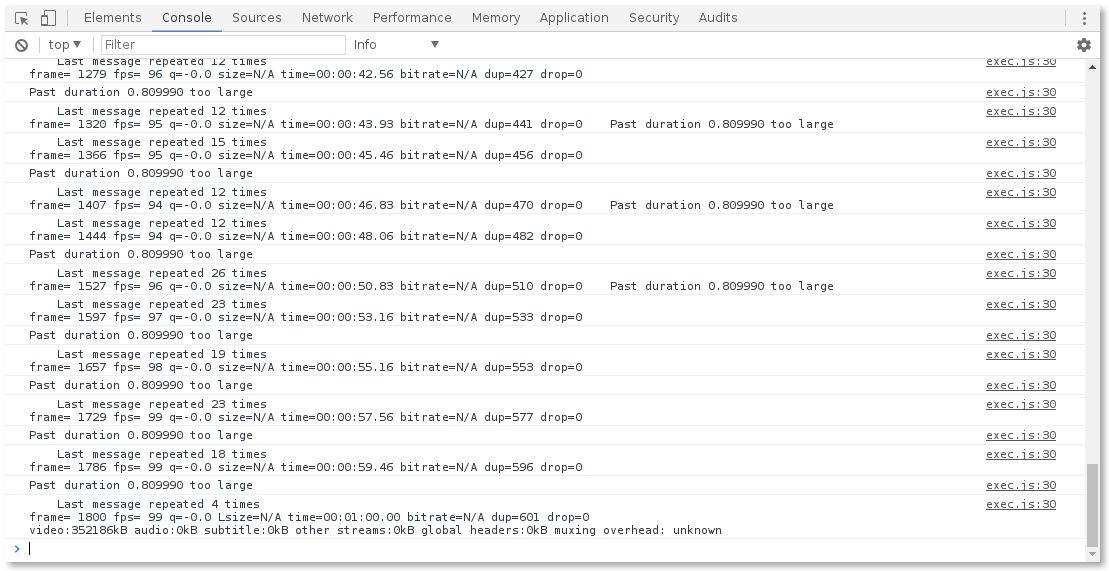 Elements Console Sources Network Performance Memory Application Security Audits
top Filter Info
Last message repeated 12 times exec.js:30
frame= 1279 fps= 96 q=-0.0 size=N/A time=00:00:42.56 bitrate=N/A dup=427 drop=0
Past duration 0.809990 too large exec.js:30
Last message repeated 12 times exec.js:30
frame= 1320 fps= 95 q=-0.0 size=N/A time=00:00:43.93 bitrate=N/A dup=441 drop=0 Past duration 0.809990 too large
Last message repeated 15 times exec.js:30
frame= 1366 fps= 95 q=-0.0 size=N/A time=00:00:45.46 bitrate=N/A dup=456 drop=0
Past duration 0.809990 too large exec.js:30
Last message repeated 12 times exec.js:30
frame= 1407 fps= 94 q=-0.0 size=N/A time=00:00:46.83 bitrate=N/A dup=470 drop=0 Past duration 0.809990 too large
Last message repeated 12 times exec.js:30
frame= 1444 fps= 94 q=-0.0 size=N/A time=00:00:48.06 bitrate=N/A dup=482 drop=0
Past duration 0.809990 too large exec.js:30
Last message repeated 26 times exec.js:30
frame= 1527 fps= 96 q=-0.0 size=N/A time=00:00:50.83 bitrate=N/A dup=510 drop=0 Past duration 0.809990 too large
Last message repeated 23 times exec.js:30
frame= 1597 fps= 97 q=-0.0 size=N/A time=00:00:53.16 bitrate=N/A dup=533 drop=0
Past duration 0.809990 too large exec.js:30
Last message repeated 19 times exec.js:30
frame= 1657 fps= 98 q=-0.0 size=N/A time=00:00:55.16 bitrate=N/A dup=553 drop=0
Past duration 0.809990 too large exec.js:30
Last message repeated 23 times exec.js:30
frame= 1729 fps= 99 q=-0.0 size=N/A time=00:00:57.56 bitrate=N/A dup=577 drop=0
Past duration 0.809990 too large exec.js:30
Last message repeated 18 times exec.js:30
frame= 1786 fps= 99 q=-0.0 size=N/A time=00:00:59.46 bitrate=N/A dup=596 drop=0
Past duration 0.809990 too large exec.js:30
Last message repeated 4 times exec.js:30
frame= 1800 fps= 99 q=-0.0 Lsize=N/A time=00:01:00.00 bitrate=N/A dup=601 drop=0
video:352186kB audio:0kB subtitle:0kB other streams:0kB global headers:0kB muxing overhead: unknown